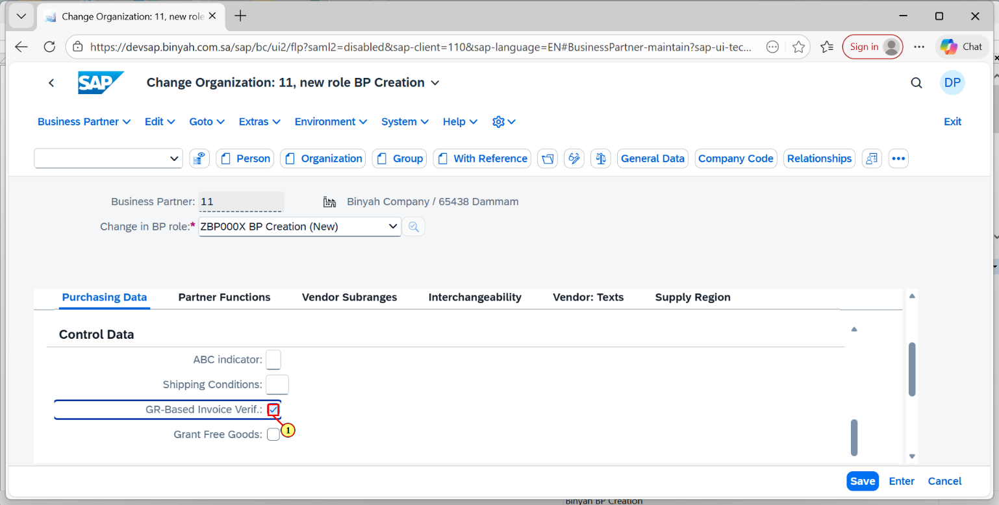 Change Organization: 11, new role
https://devsap.binyah.com.sa/sap/bc/ui2/flp?saml2=disabled&sap-client=110&sap-language=EN#BusinessPartner-maintain?sap-ui-tec...
Sign in
Chat
SAP
Change Organization: 11, new role BP Creation
DP
Business Partner
Edit
Goto
Extras
Environment
System
Help
Exit
Person
Organization
Group
With Reference
General Data
Company Code
Relationships
Business Partner: 11
Binyah Company / 65438 Dammam
Change in BP role:* ZBP000X BP Creation (New)
Purchasing Data
Partner Functions
Vendor Subranges
Interchangeability
Vendor: Texts
Supply Region
Control Data
ABC indicator:
Shipping Conditions:
GR-Based Invoice Verif.:
1
Grant Free Goods:
Save
Enter
Cancel
Binyah BP Creation